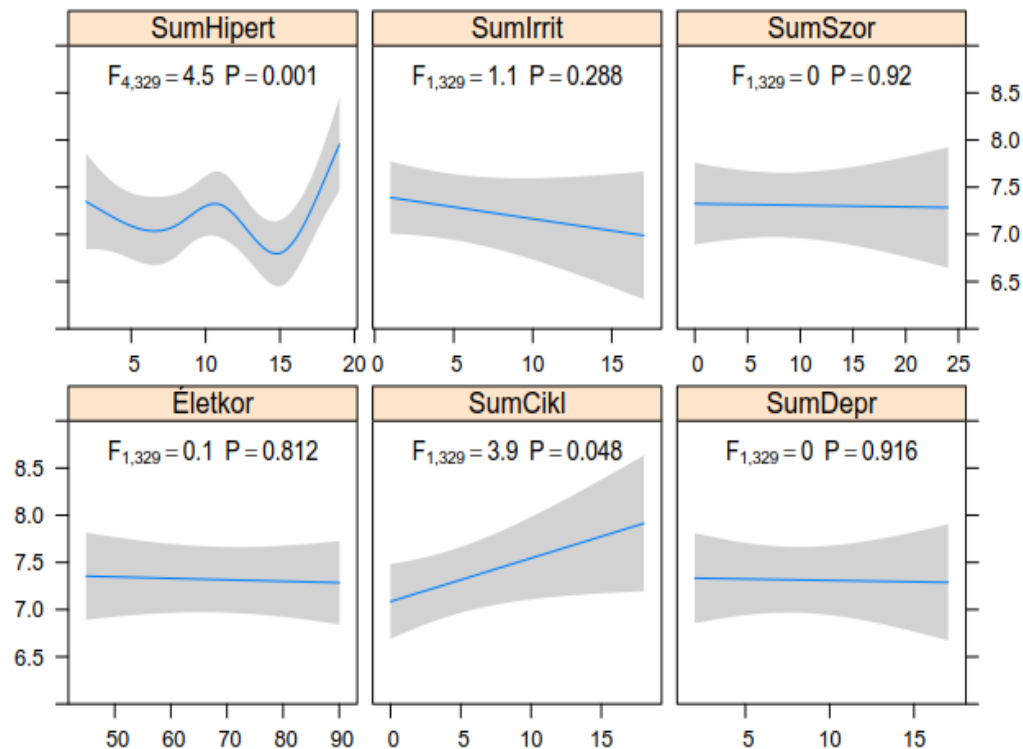 SumHipert SumIrrit SumSzor
F4,329 = 4.5 P = 0.001 F1,329 = 1.1 P = 0.288 F1,329 = 0 P = 0.92
8.5
8.0
7.5
7.0
6.5
5 10 15 20 0 5 10 15 0 5 10 15 20 25
Életkor SumCikl SumDepr
F1,329 = 0.1 P = 0.812 F1,329 = 3.9 P = 0.048 F1,329 = 0 P = 0.916
8.5
8.0
7.5
7.0
6.5
50 60 70 80 90 0 5 10 15 5 10 15